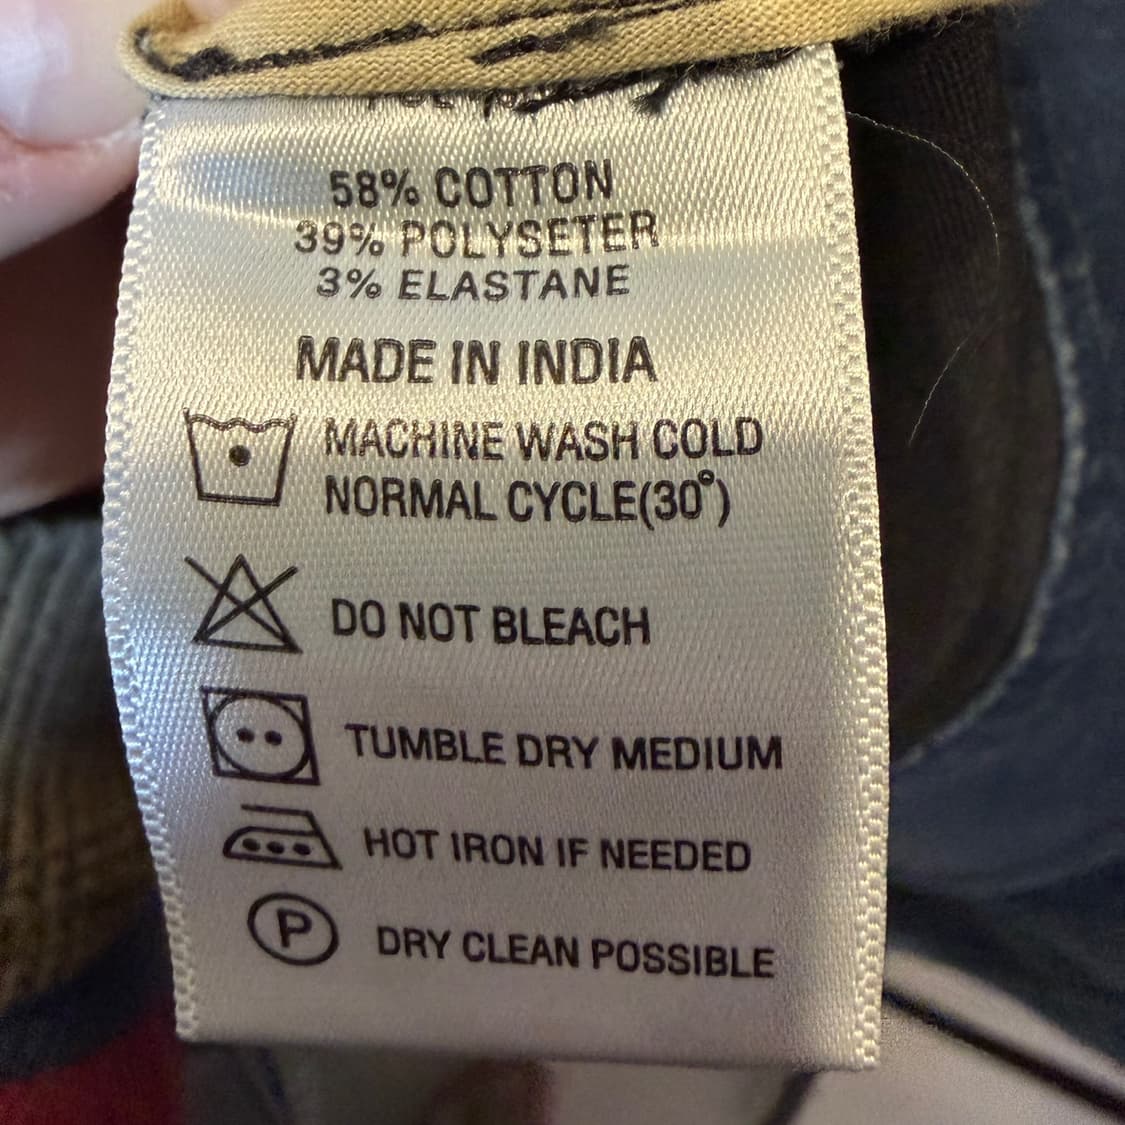 58% COTTON
39% POLYSETER
3% ELASTANE
MADE IN INDIA
MACHINE WASH COLD
NORMAL CYCLE(30°)
DO NOT BLEACH
TUMBLE DRY MEDIUM
HOT IRON IF NEEDED
P
DRY CLEAN POSSIBLE